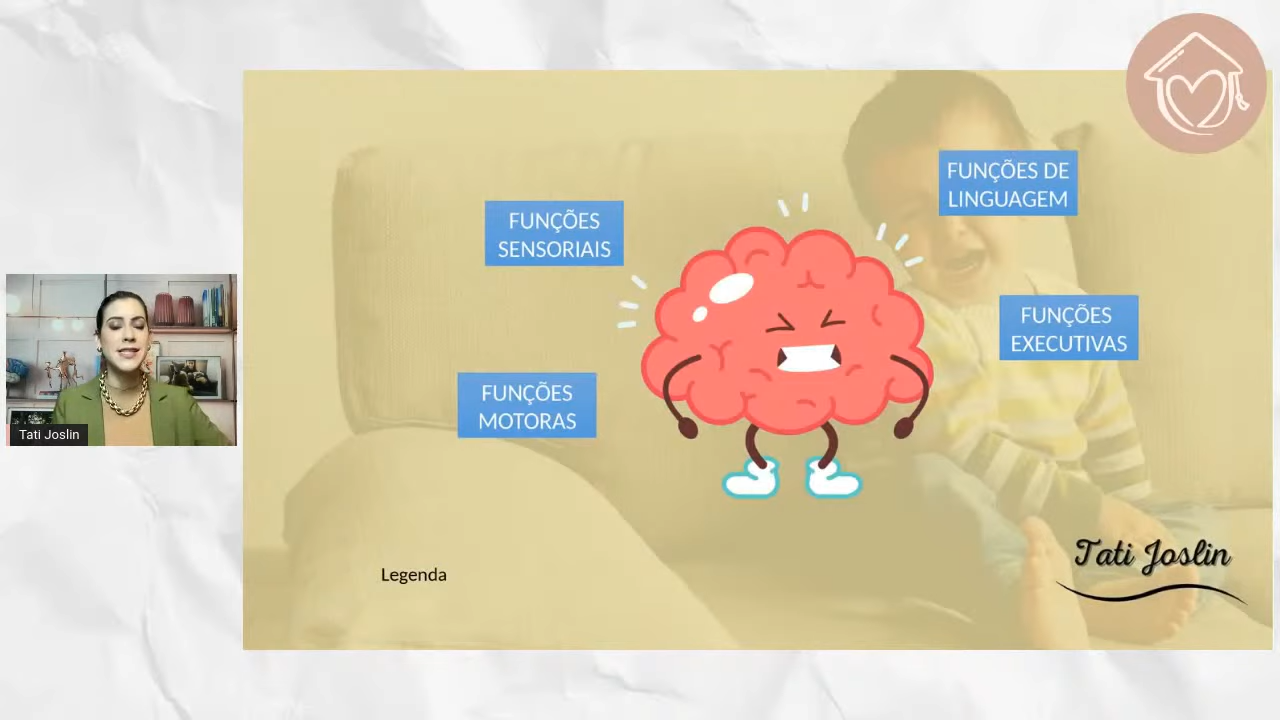 FUNÇÕES DE
LINGUAGEM
FUNÇÕES
SENSORIAIS
FUNÇÕES
EXECUTIVAS
FUNÇÕES
MOTORAS
Tati Joslin
Legenda
Tati Joslin